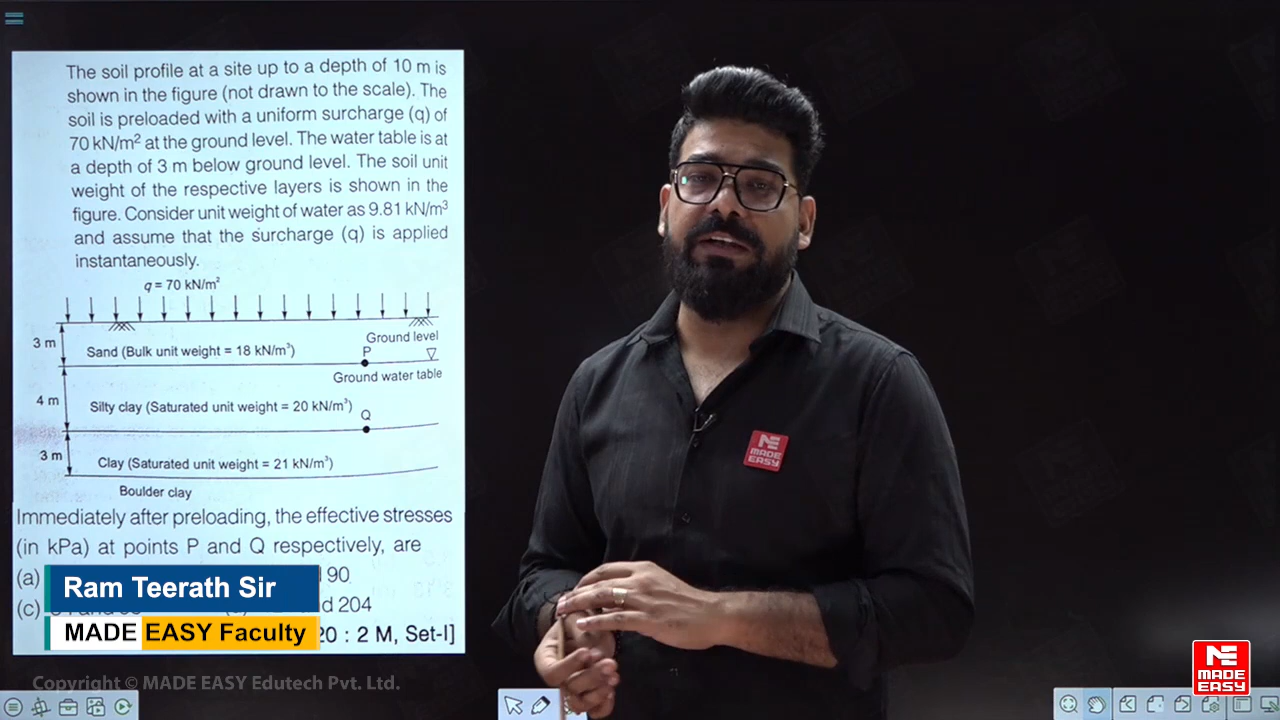 The soil profile at a site up to a depth of 10 m is
shown in the figure (not drawn to the scale). The
soil is preloaded with a uniform surcharge (q) of
70 kN/m² at the ground level. The water table is at
a depth of 3 m below ground level. The soil unit
weight of the respective layers is shown in the
figure. Consider unit weight of water as 9.81 kN/m³
and assume that the surcharge (q) is applied
instantaneously.
q = 70 kN/m²
Ground level
3 m
Sand (Bulk unit weight = 18 kN/m³)
P
Ground water table
4 m
Silty clay (Saturated unit weight = 20 kN/m³)
Q
3 m
Clay (Saturated unit weight = 21 kN/m³)
Boulder clay
Immediately after preloading, the effective stresses
(in kPa) at points P and Q respectively, are
(a)
90
(c)
204
20 : 2 M, Set-I]
Ram Teerath Sir
MADE EASY Faculty
Copyright © MADE EASY Edutech Pvt. Ltd.
ME
MADE
EASY
ME
MADE
EASY